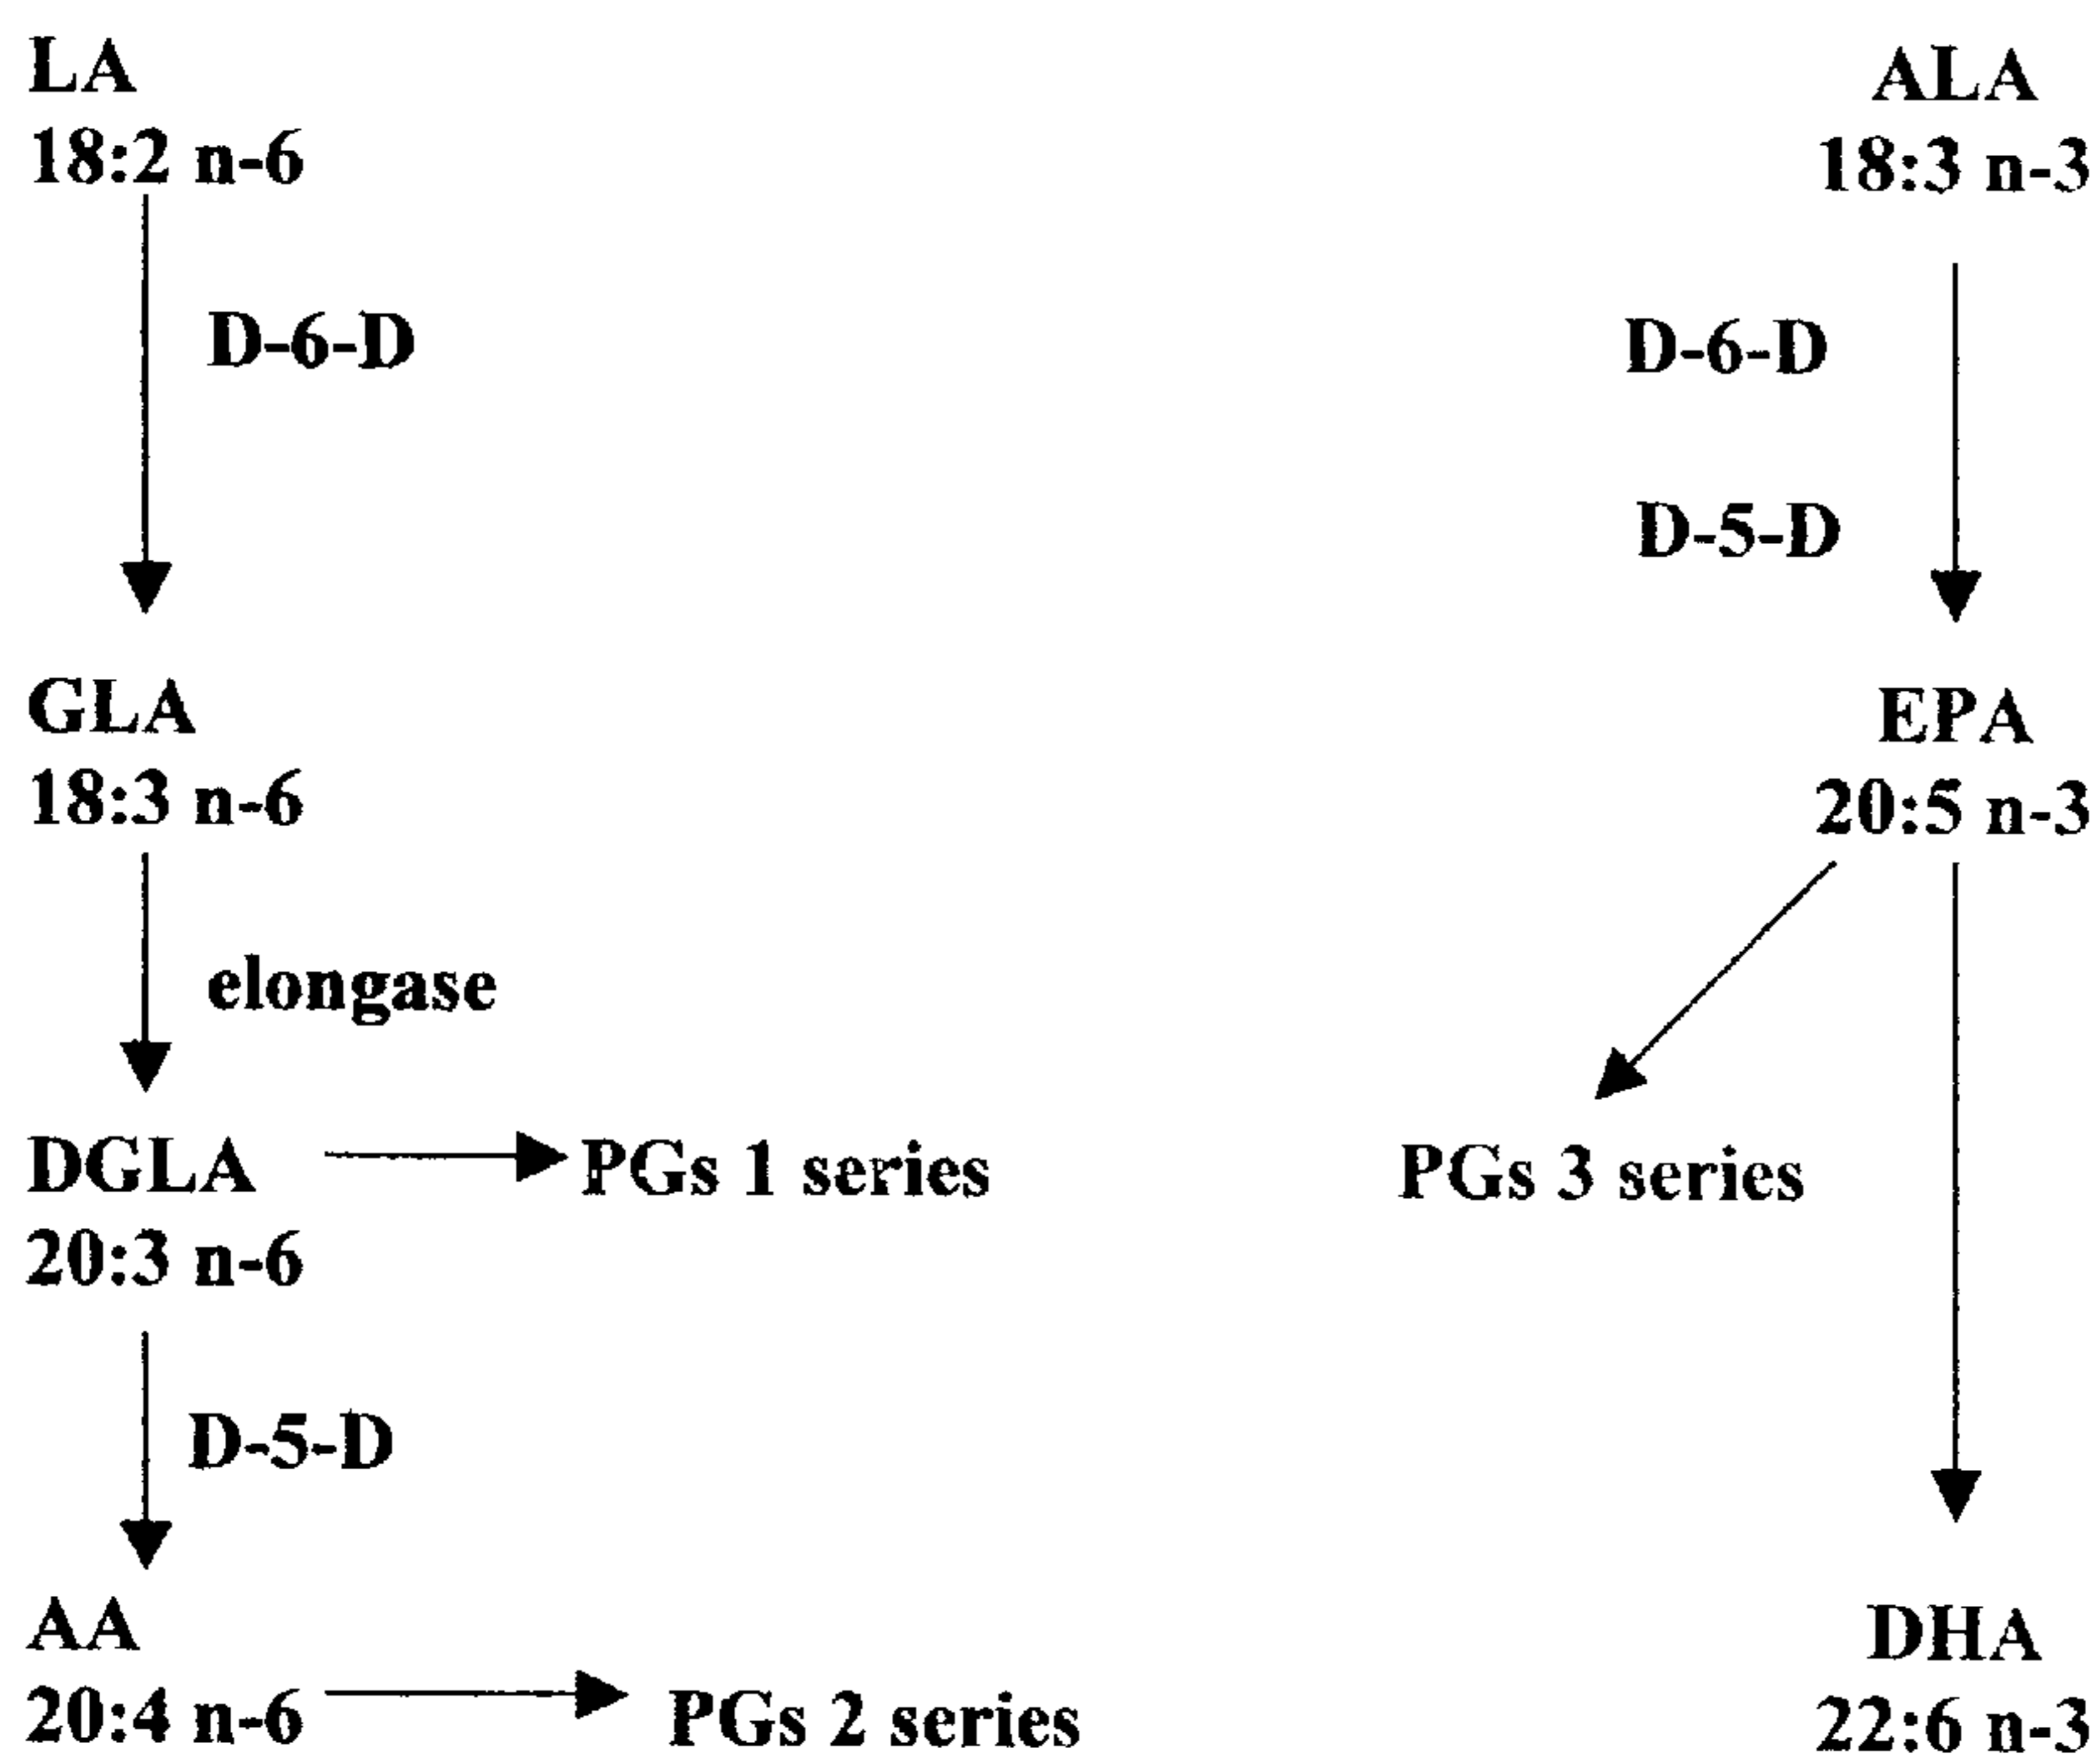 LA
18:2 n-6
D-6-D
GLA
18:3 n-6
elongase
DGLA
20:3 n-6
PGs 1 series
D-5-D
AA
20:4 n-6
PGs 2 series
ALA
18:3 n-3
D-6-D
D-5-D
EPA
20:5 n-3
PGs 3 series
DHA
22:6 n-3